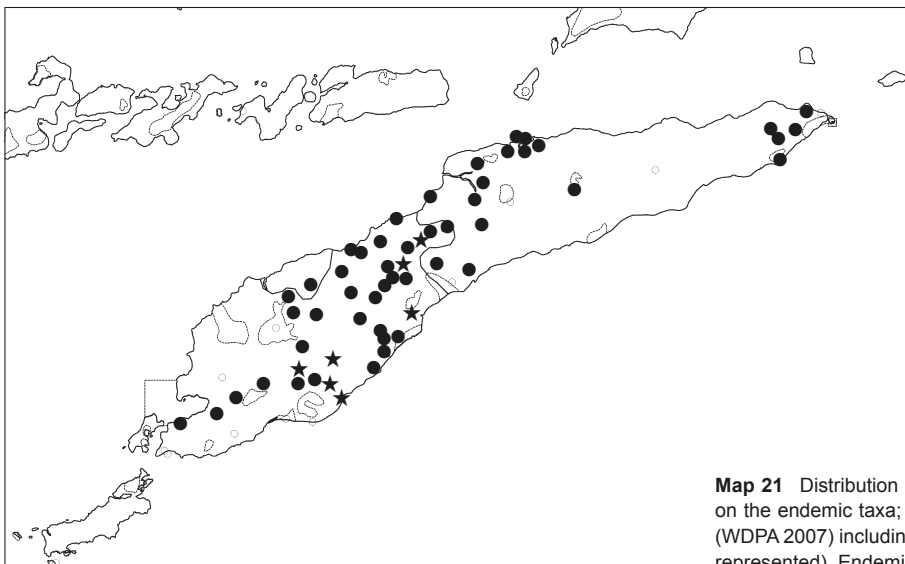 Map 21 Distribution
on the endemic taxa;
(WDPA 2007) includin
represented). Endemi